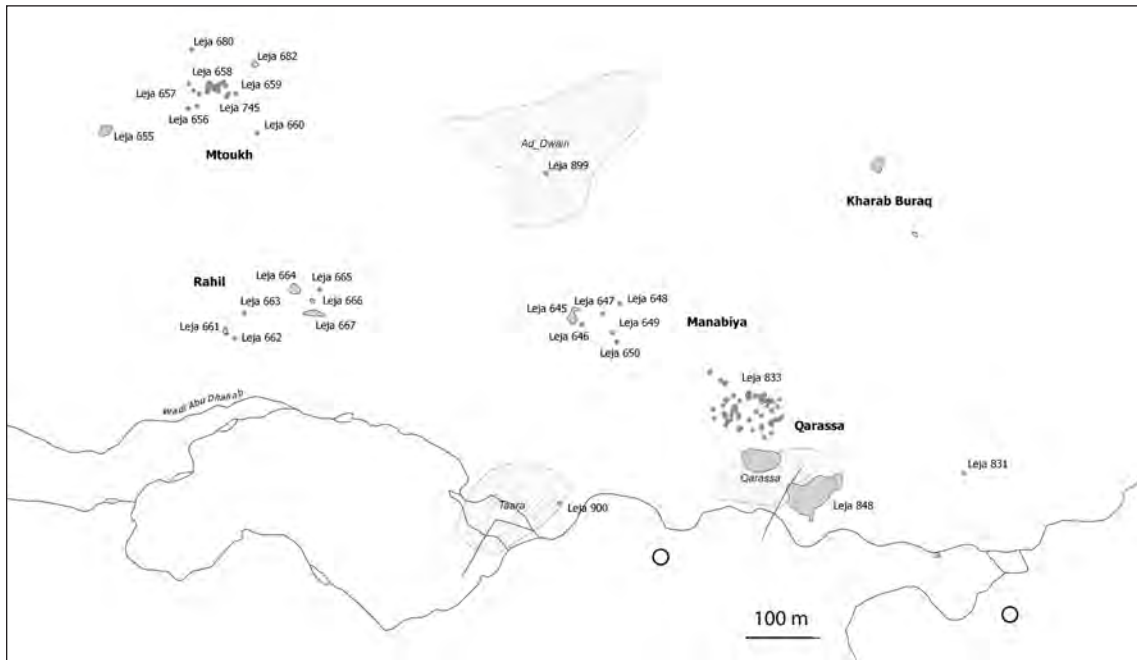 Leja 680
Leja 682
Leja 658
Leja 657
Leja 659
Leja 656
Leja 745
Leja 655
Leja 660
Mtoukh
Ad_Dwain
Leja 899
Kharab Buraq
Rahil
Leja 664
Leja 665
Leja 663
Leja 666
Leja 661
Leja 667
Leja 662
Leja 645
Leja 647
Leja 648
Leja 646
Leja 649
Leja 650
Manabiya
Leja 833
Wadi Abu Dhanab
Qarassa
Qarassa
Leja 831
Taara
Leja 900
Leja 848
100 m